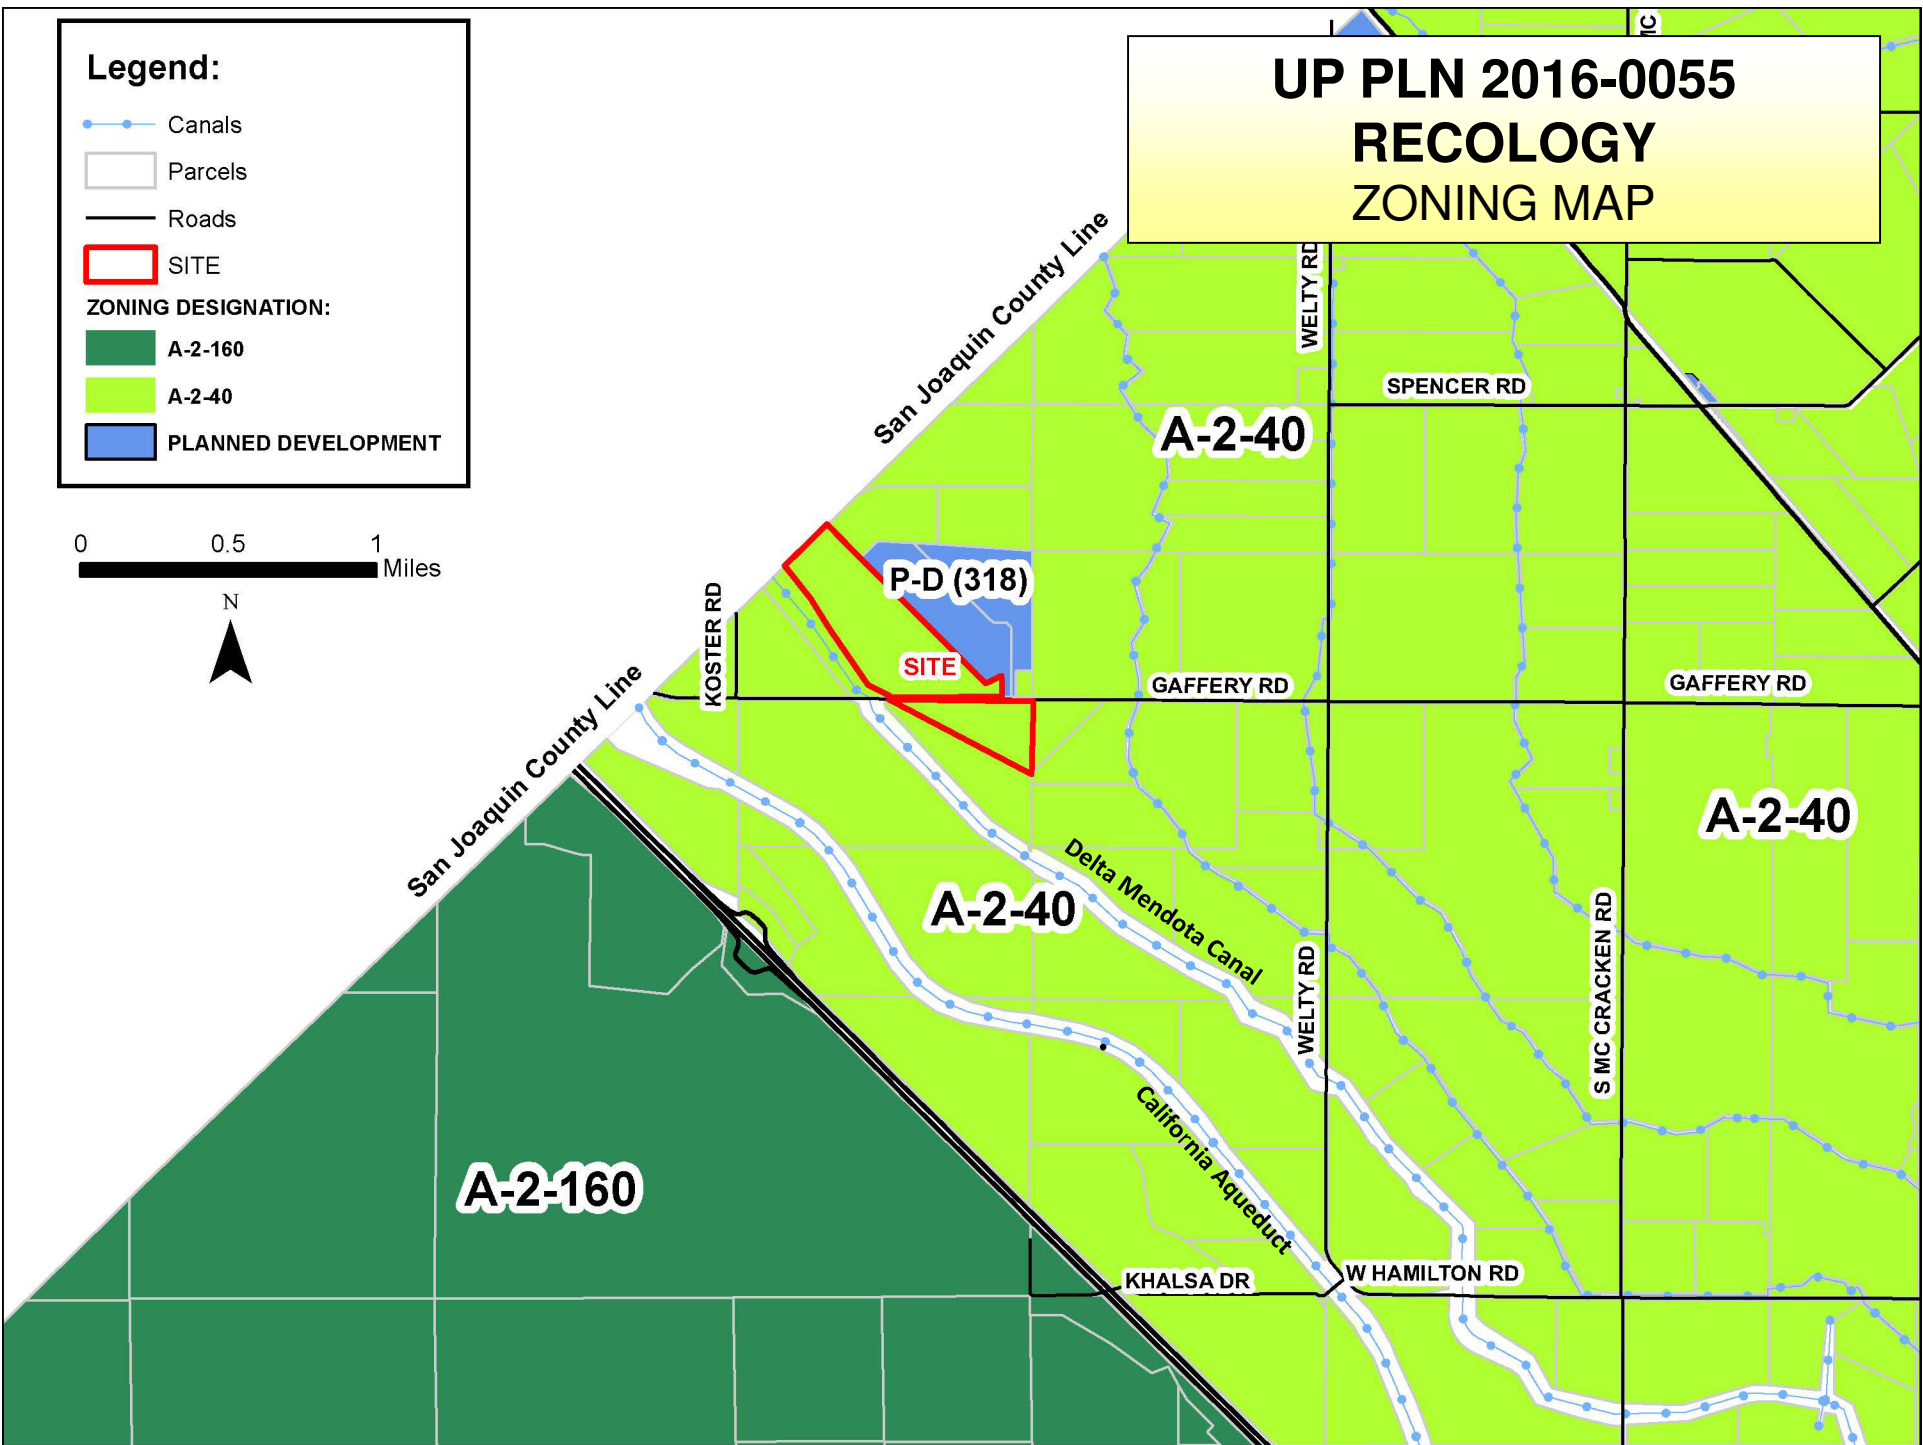 Legend:
Canals
Parcels
Roads
SITE
ZONING DESIGNATION:
A-2-160
A-2-40
PLANNED DEVELOPMENT
0 0.5 1
Miles
N
UP PLN 2016-0055
RECOLOGY
ZONING MAP
MC
San Joaquin County Line
WELTY RD
SPENCER RD
A-2-40
P-D (318)
KOSTER RD
SITE
GAFFERY RD
GAFFERY RD
San Joaquin County Line
A-2-40
Delta Mendota Canal
A-2-40
WELTY RD
S MC CRACKEN RD
California Aqueduct
A-2-160
KHALSA DR
W HAMILTON RD